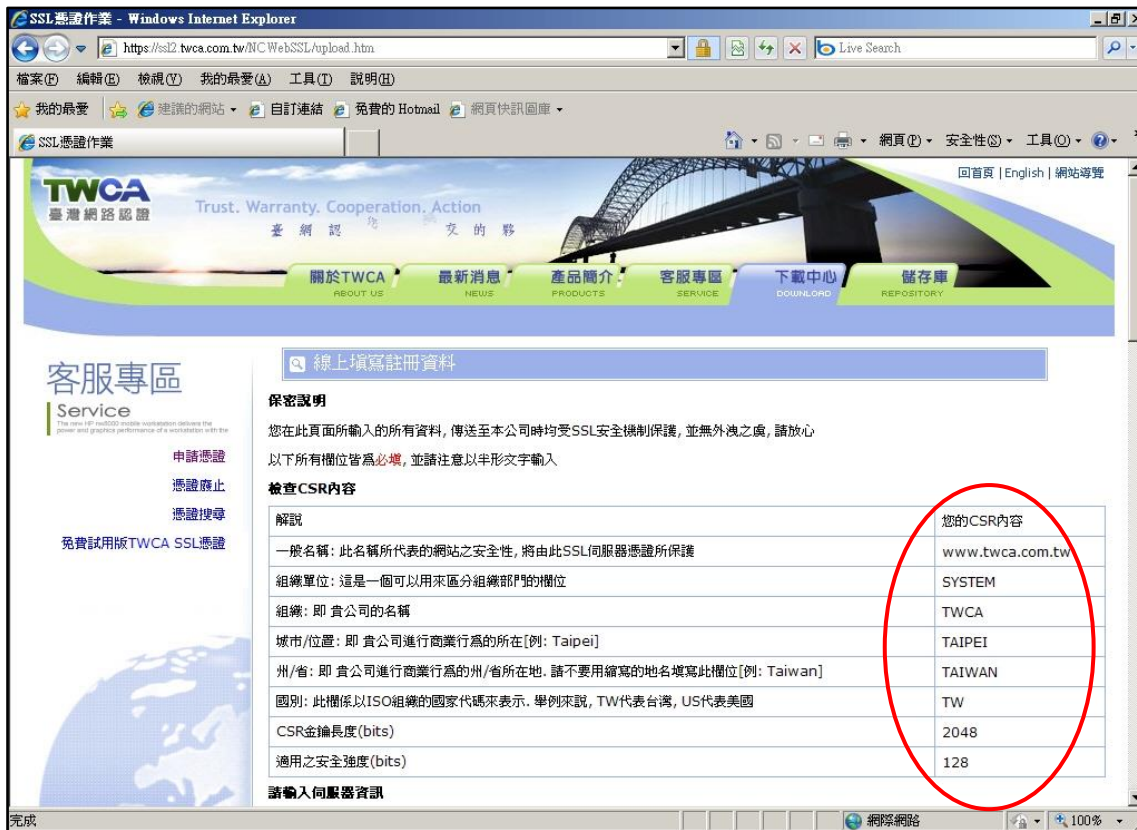 SSL憑證作業 - Windows Internet Explorer
https://ssl2.twca.com.tw/NCWebSSL/upload.htm
Live Search
檔案(F) 編輯(E) 檢視(V) 我的最愛(A) 工具(T) 說明(H)
我的最愛 建議的網站 自訂連結 免費的 Hotmail 網頁快訊圖庫
SSL憑證作業
網頁(P) 安全性(S) 工具(O)
回首頁 | English | 網站導覽
TWCA
臺灣網路認證
Trust. Warranty. Cooperation. Action
臺 網 認 交 的 夥
關於TWCA 最新消息 產品簡介 客服專區 下載中心 儲存庫
ABOUT US NEWS PRODUCTS SERVICE DOWNLOAD REPOSITORY
客服專區
Service
The new HP nw8000 mobile workstation delivers the
power and graphics performance of a workstation with the
申請憑證
憑證廢止
憑證搜尋
免費試用版TWCA SSL憑證
線上填寫註冊資料
保密說明
您在此頁面所輸入的所有資料, 傳送至本公司時均受SSL安全機制保護, 並無外洩之虞, 請放心
以下所有欄位皆為必填, 並請注意以半形文字輸入
檢查CSR內容
解說 您的CSR內容
一般名稱: 此名稱所代表的網站之安全性, 將由此SSL伺服器憑證所保護 www.twca.com.tw
組織單位: 這是一個可以用來區分組織部門的欄位 SYSTEM
組織: 即 貴公司的名稱 TWCA
城市/位置: 即 貴公司進行商業行為的所在[例: Taipei] TAIPEI
州/省: 即 貴公司進行商業行為的州/省所在地. 請不要用縮寫的地名填寫此欄位[例: Taiwan] TAIWAN
國別: 此欄係以ISO組織的國家代碼來表示. 舉例來說, TW代表台灣, US代表美國 TW
CSR金鑰長度(bits) 2048
適用之安全強度(bits) 128
請輸入伺服器資訊
完成 網際網路 100%